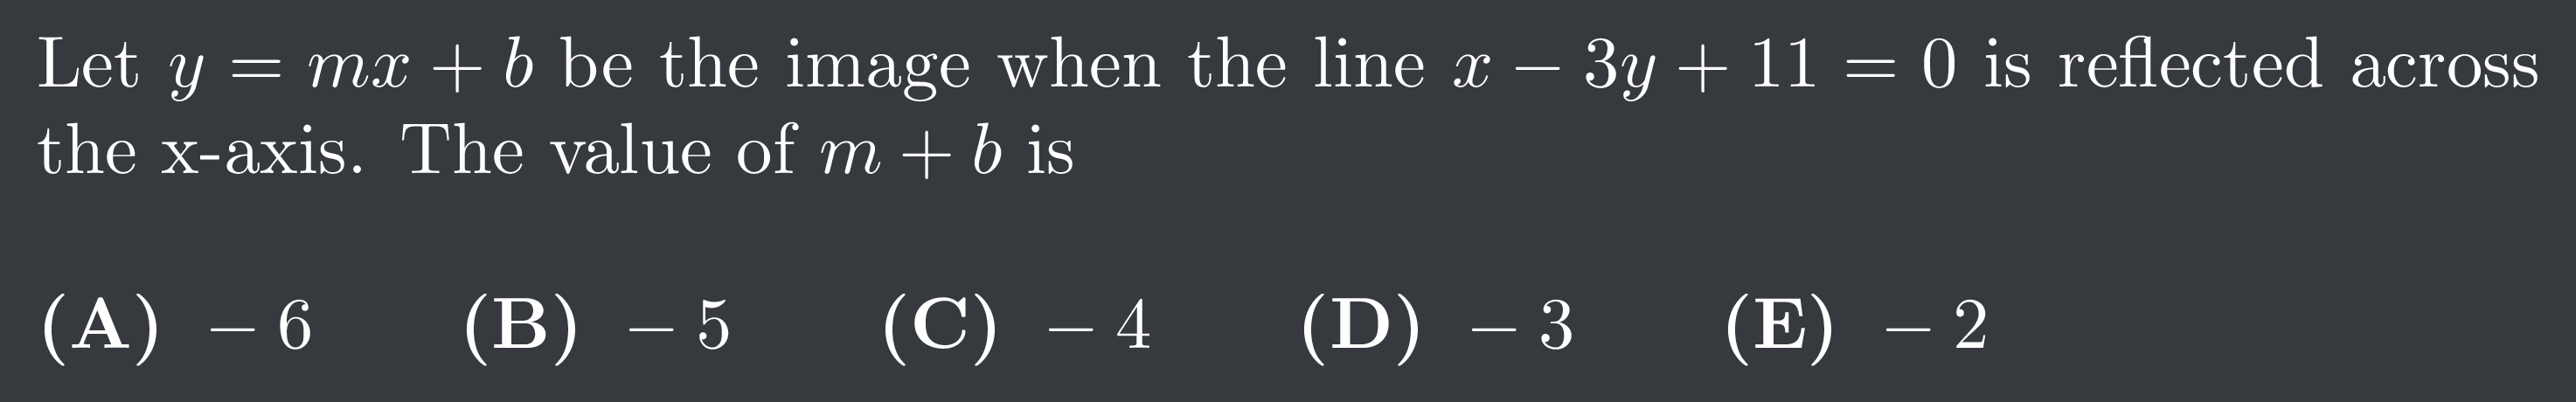 Let y = mx + b be the image when the line x − 3y + 11 = 0 is reflected across
the x-axis. The value of m + b is
(A) − 6 (B) − 5 (C) − 4 (D) − 3 (E) − 2